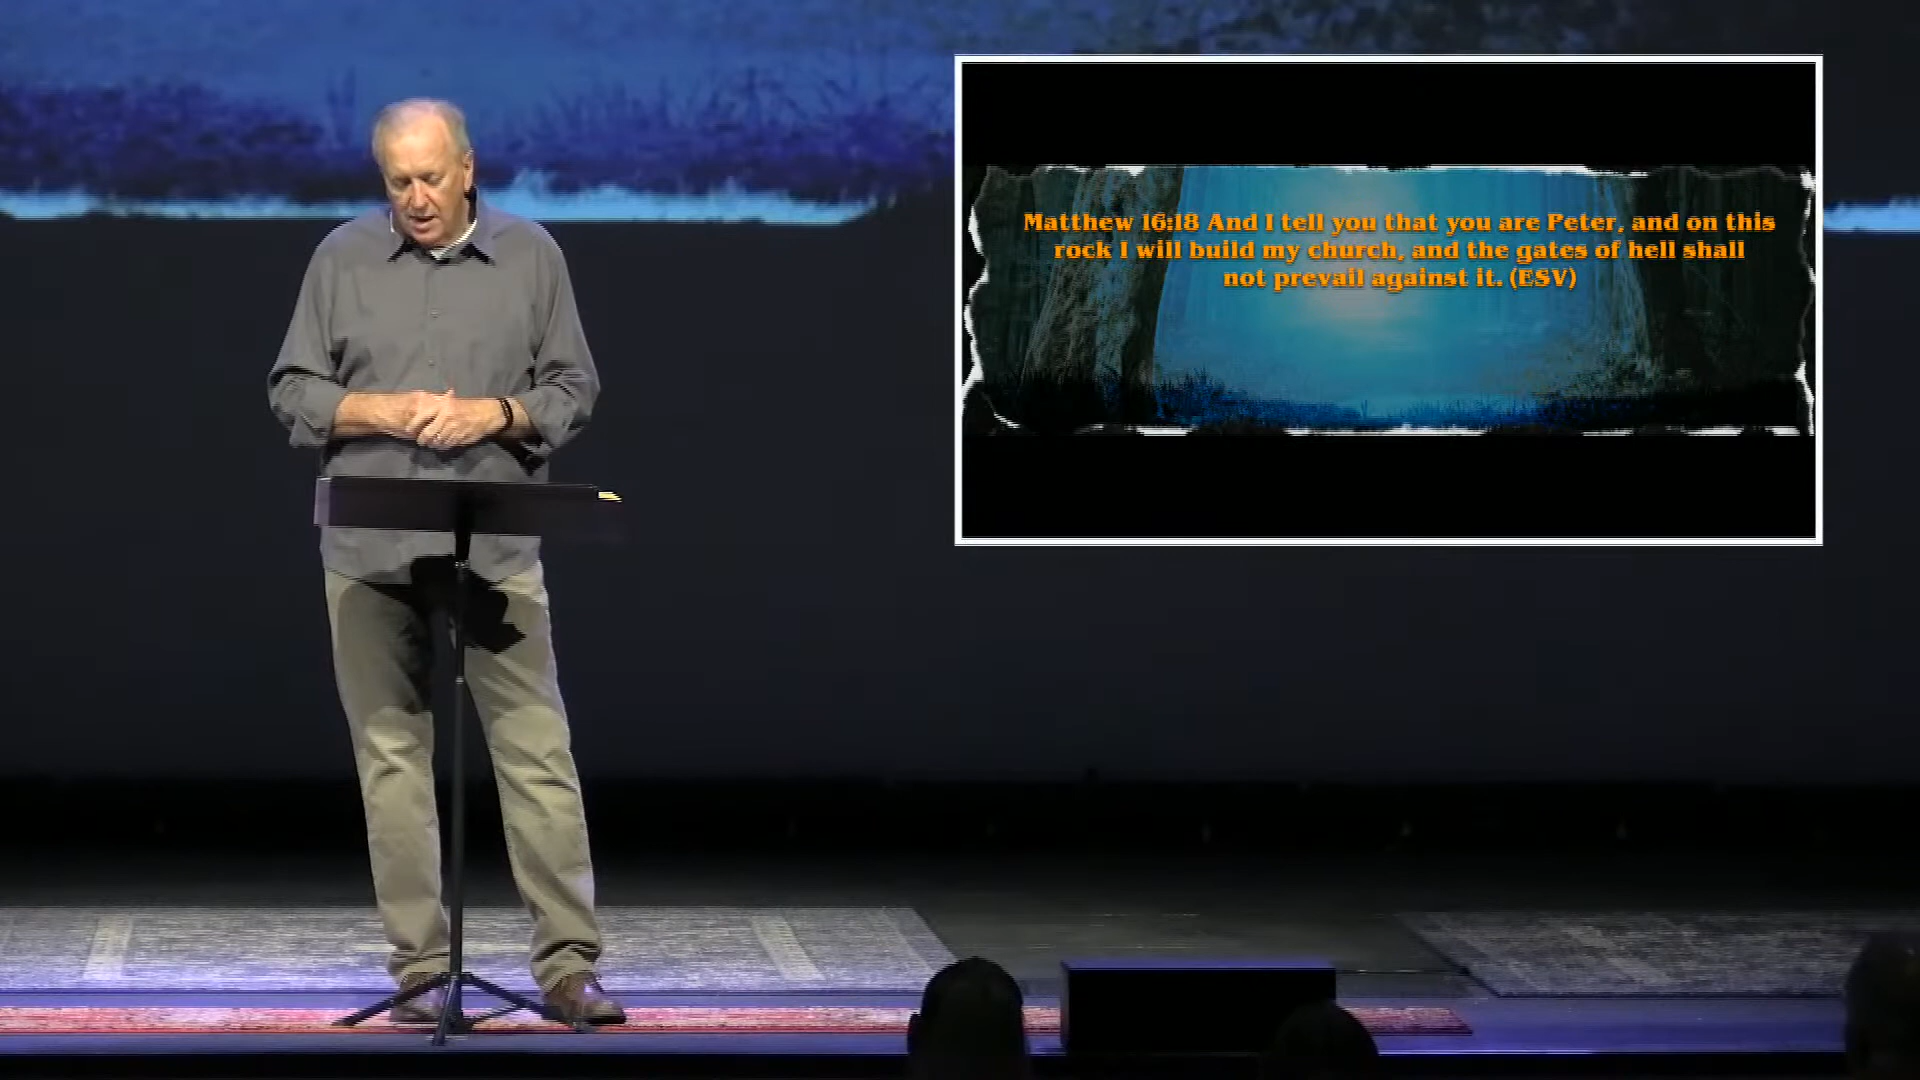 Matthew 16:18 And I tell you that you are Peter, and on this
rock I will build my church, and the gates of hell shall
not prevail against it. (ESV)